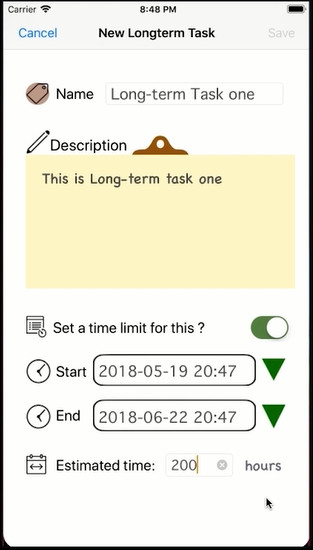 Carrier 8:48 PM
Cancel New Longterm Task Save
Name Long-term Task one
Description
This is Long-term task one
Set a time limit for this ?
Start 2018-05-19 20:47
End 2018-06-22 20:47
Estimated time: 200 hours